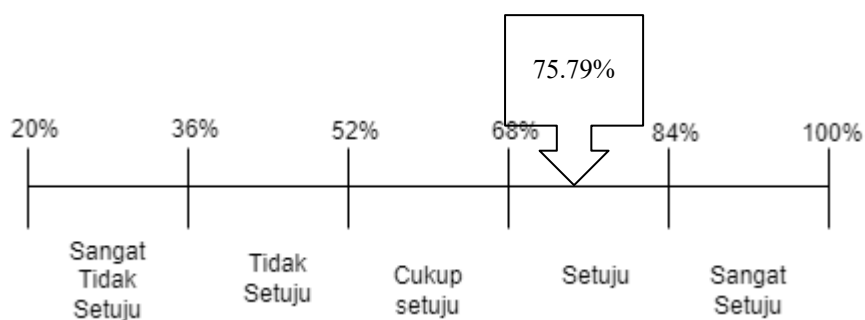 75.79%
20%
36%
52%
68%
84%
100%
Sangat
Tidak
Setuju
Tidak
Setuju
Cukup
setuju
Setuju
Sangat
Setuju